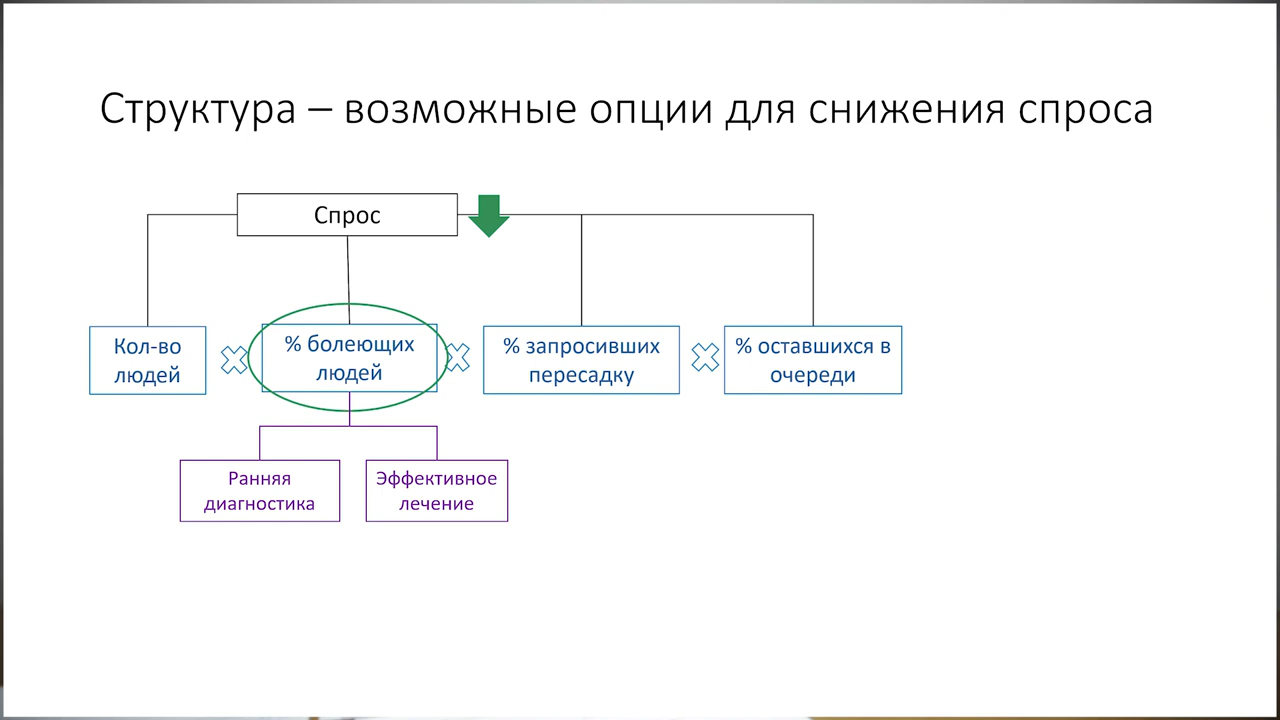 Структура – возможные опции для снижения спроса
Спрос
Кол-во
людей
% болеющих
людей
% запросивших
пересадку
% оставшихся в
очереди
Ранняя
диагностика
Эффективное
лечение